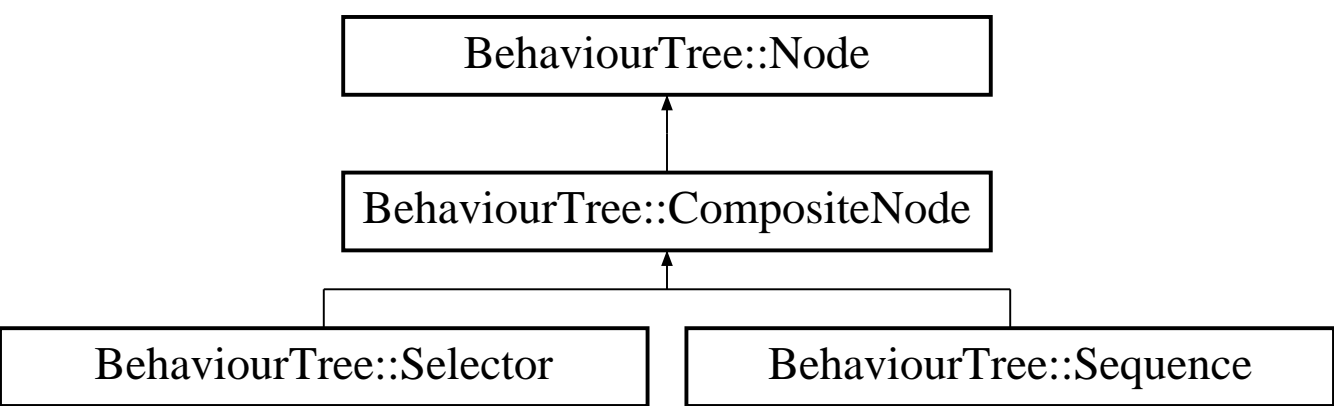 BehaviourTree::Node
BehaviourTree::CompositeNode
BehaviourTree::Selector
BehaviourTree::Sequence